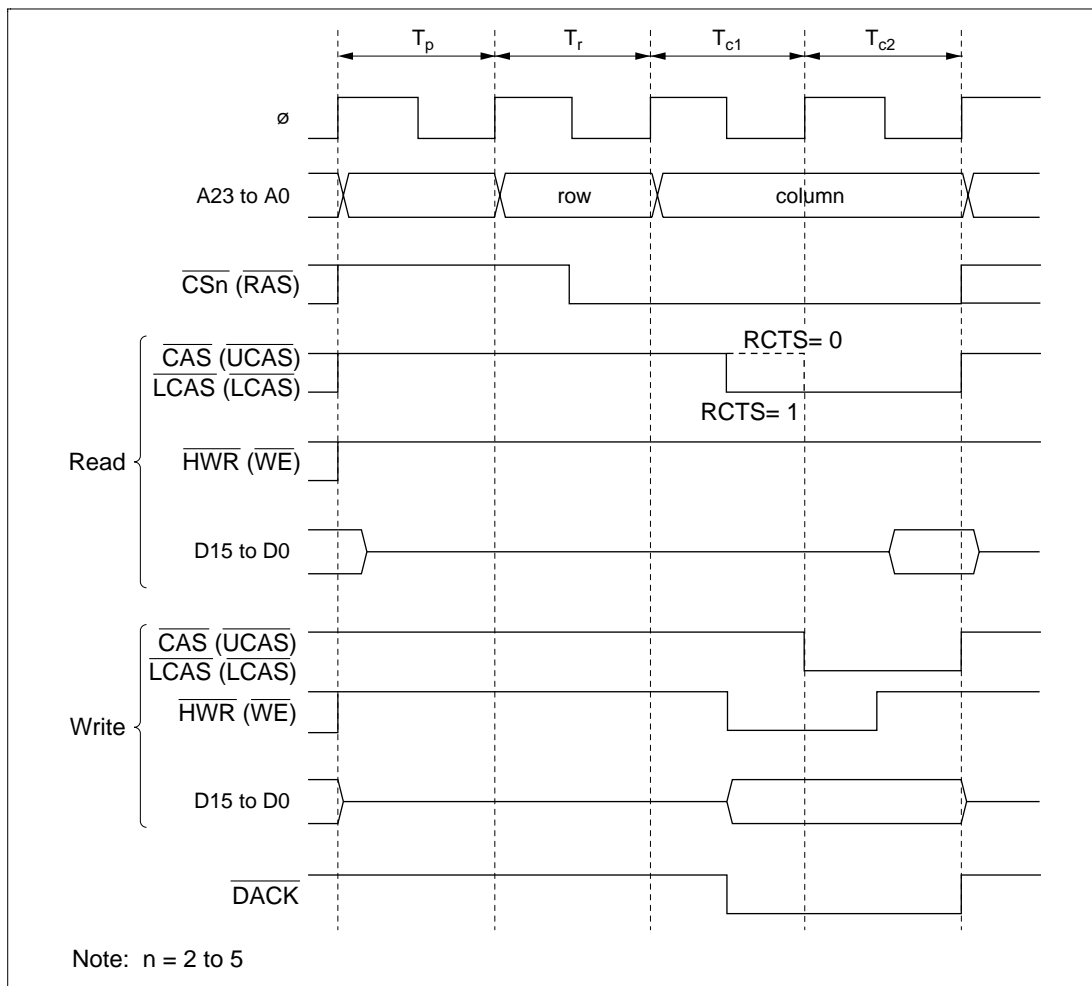 Tp Tr Tc1 Tc2
ø
A23 to A0 row column
CSn (RAS)
RCTS= 0
CAS (UCAS)
LCAS (LCAS)
RCTS= 1
Read
HWR (WE)
D15 to D0
CAS (UCAS)
LCAS (LCAS)
HWR (WE)
Write
D15 to D0
DACK
Note: n = 2 to 5